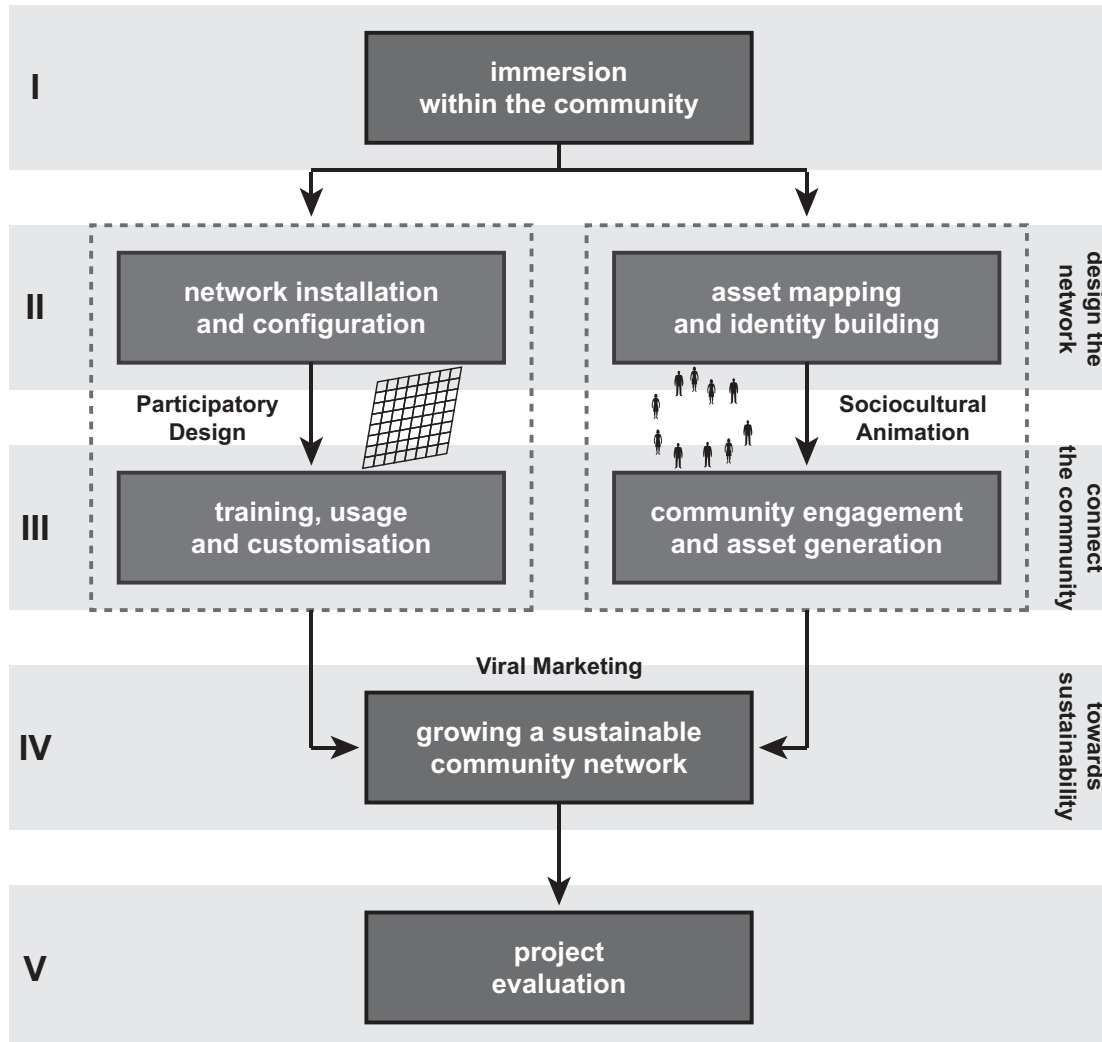 I
immersion
within the community
II
network installation
and configuration
asset mapping
and identity building
design the
network
Participatory
Design
Sociocultural
Animation
III
training, usage
and customisation
community engagement
and asset generation
connect
the community
Viral Marketing
IV
growing a sustainable
community network
towards
sustainability
V
project
evaluation